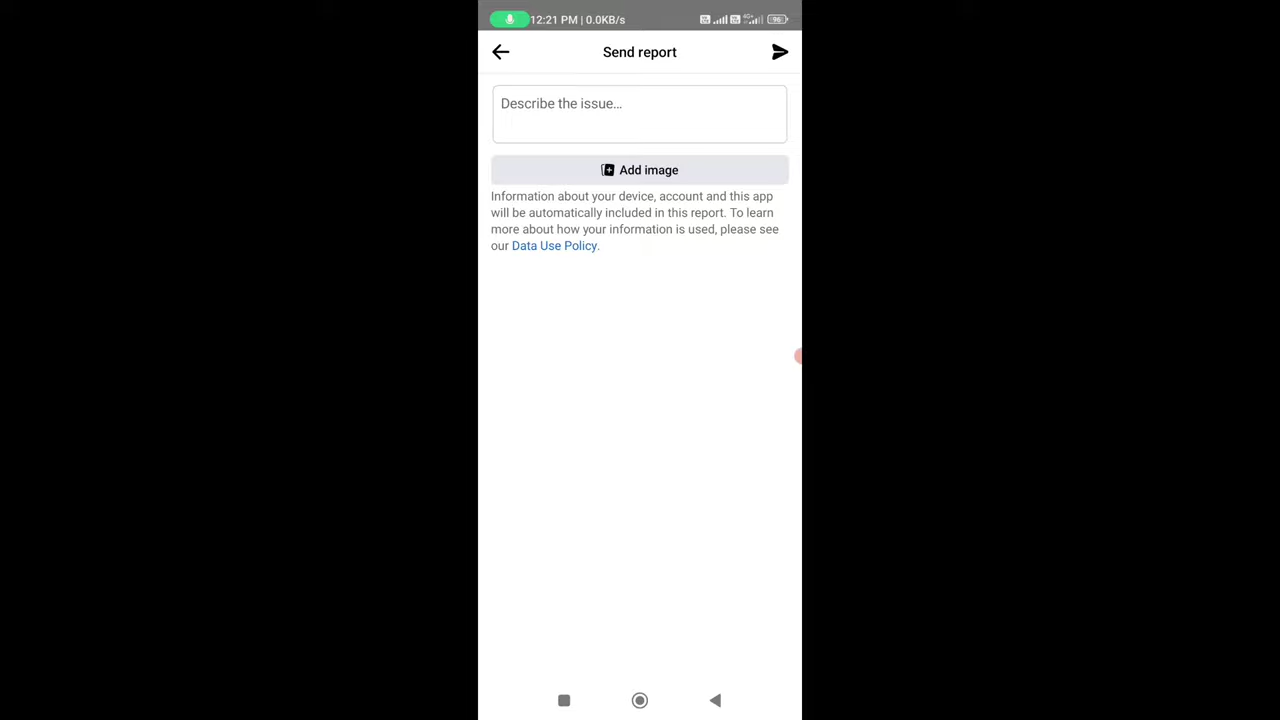 12:21 PM | 0.0KB/s 4G+ 96
Send report
Describe the issue...
Add image
Information about your device, account and this app
will be automatically included in this report. To learn
more about how your information is used, please see
our Data Use Policy.